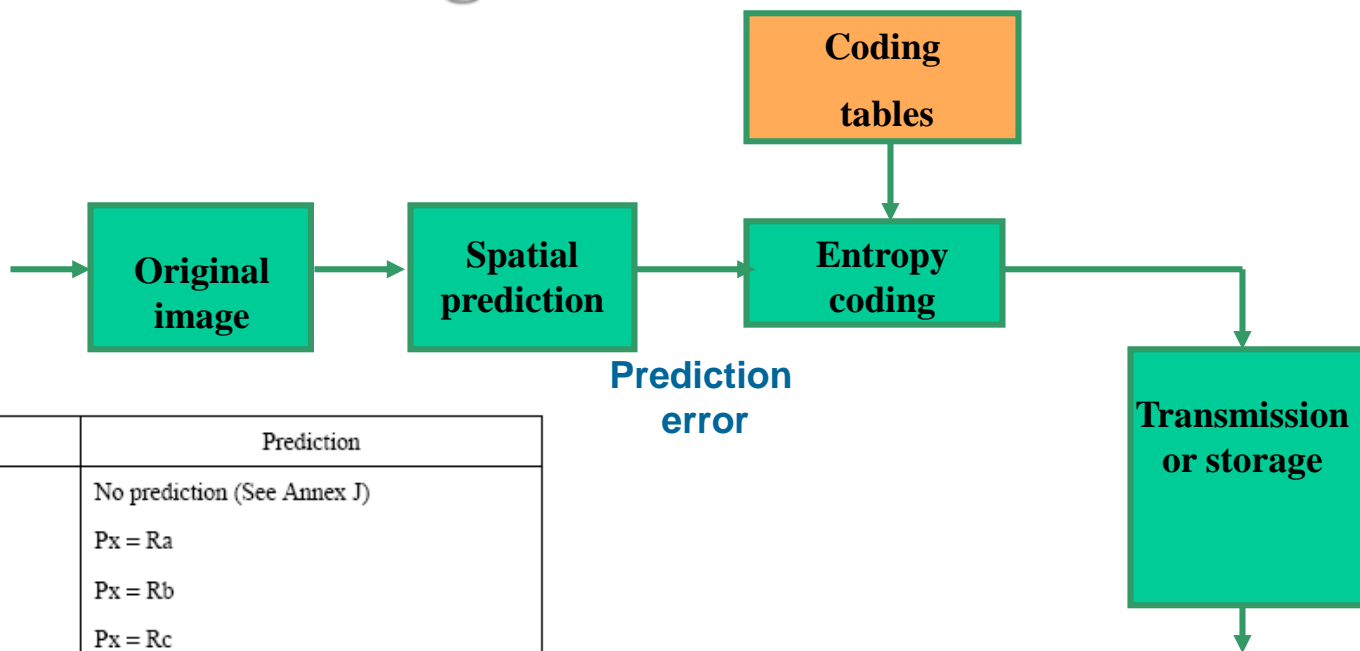 Coding
tables
Original
image
Spatial
prediction
Entropy
coding
Prediction
error
Transmission
or storage
Prediction
No prediction (See Annex J)
Px = Ra
Px = Rb
Px = Rc